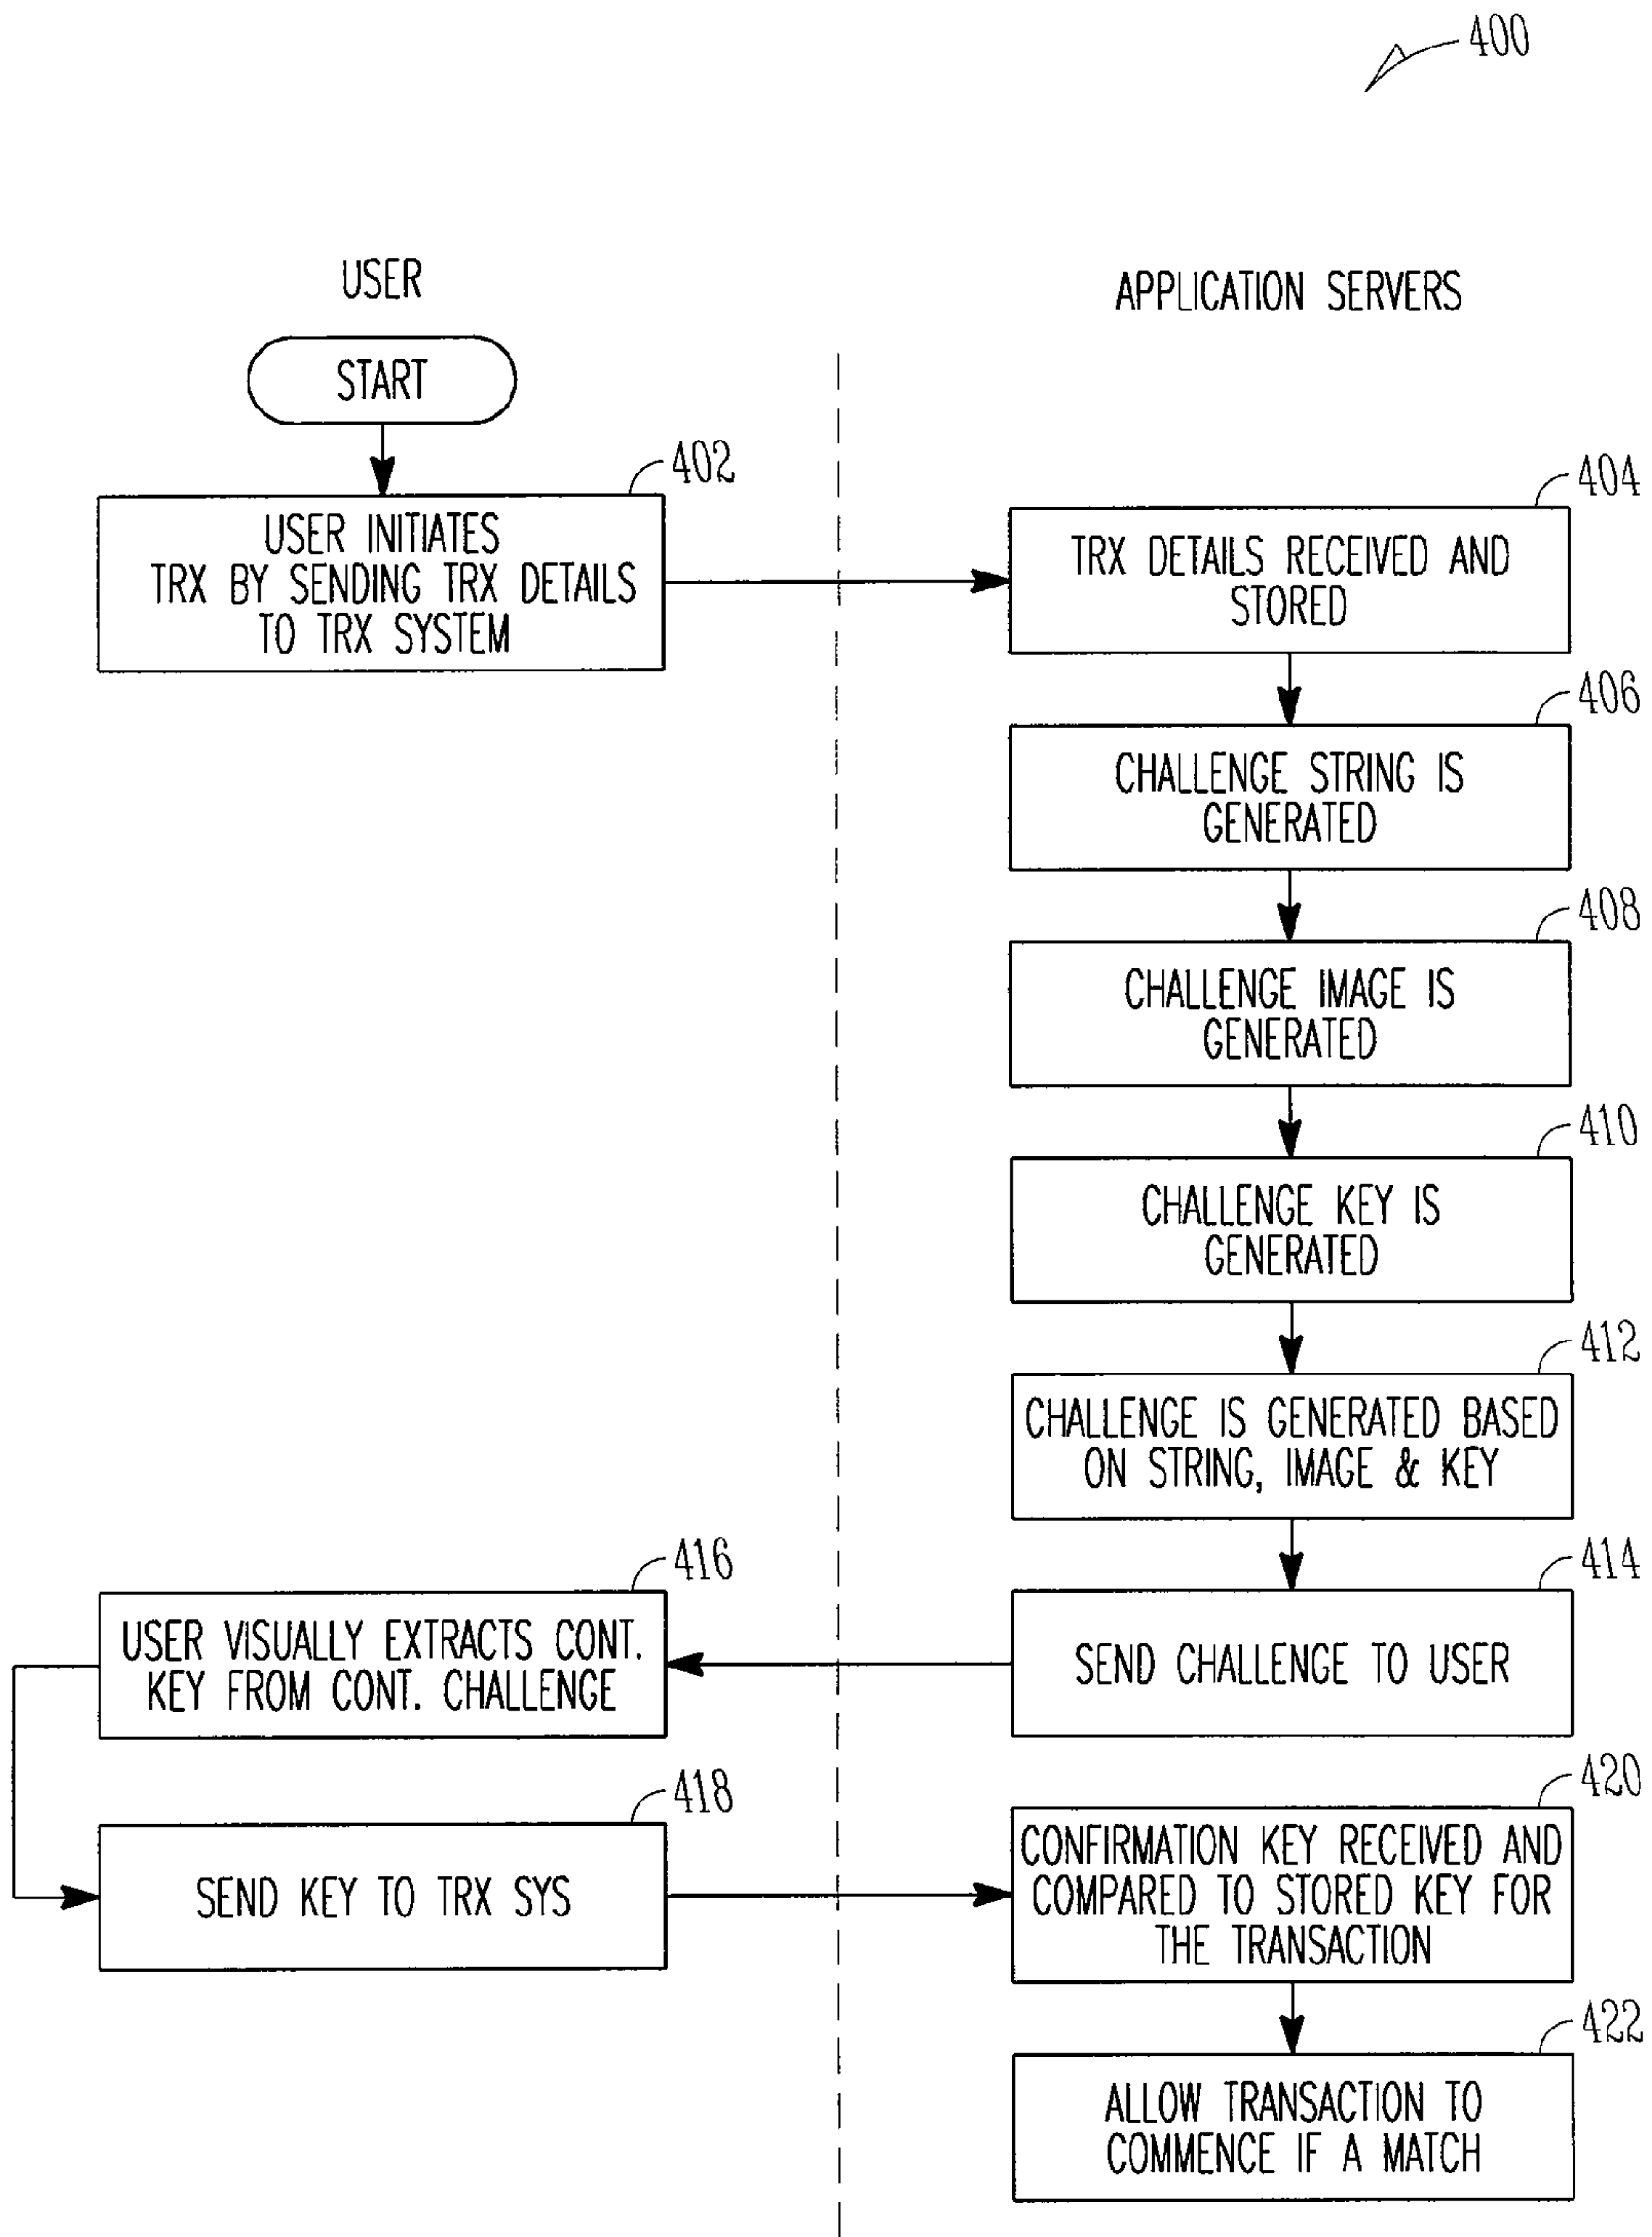 400
USER
APPLICATION SERVERS
START
402
USER INITIATES
TRX BY SENDING TRX DETAILS
TO TRX SYSTEM
404
TRX DETAILS RECEIVED AND
STORED
406
CHALLENGE STRING IS
GENERATED
408
CHALLENGE IMAGE IS
GENERATED
410
CHALLENGE KEY IS
GENERATED
412
CHALLENGE IS GENERATED BASED
ON STRING, IMAGE & KEY
414
SEND CHALLENGE TO USER
416
USER VISUALLY EXTRACTS CONT.
KEY FROM CONT. CHALLENGE
418
SEND KEY TO TRX SYS
420
CONFIRMATION KEY RECEIVED AND
COMPARED TO STORED KEY FOR
THE TRANSACTION
422
ALLOW TRANSACTION TO
COMMENCE IF A MATCH